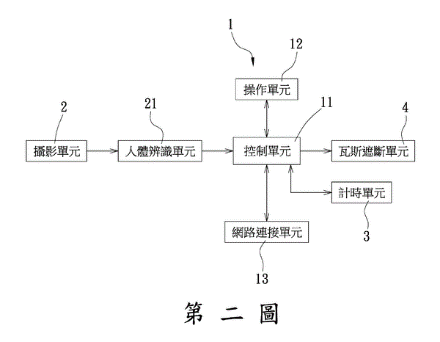 1
12
操作單元
2
21
11
4
攝影單元
人體辨識單元
控制單元
瓦斯遮斷單元
計時單元
3
網路連接單元
13
第二圖